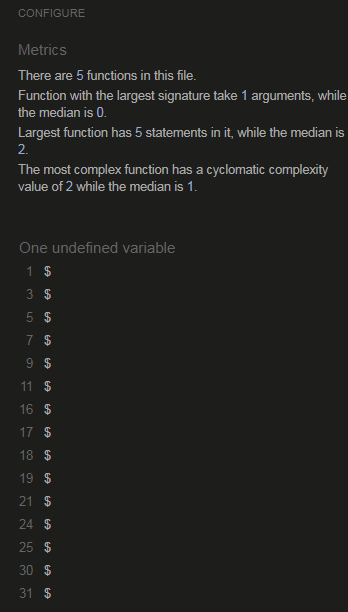 CONFIGURE
Metrics
There are 5 functions in this file.
Function with the largest signature take 1 arguments, while
the median is 0.
Largest function has 5 statements in it, while the median is
2.
The most complex function has a cyclomatic complexity
value of 2 while the median is 1.
One undefined variable
1 $
3 $
5 $
7 $
9 $
11 $
16 $
17 $
18 $
19 $
21 $
24 $
25 $
30 $
31 $